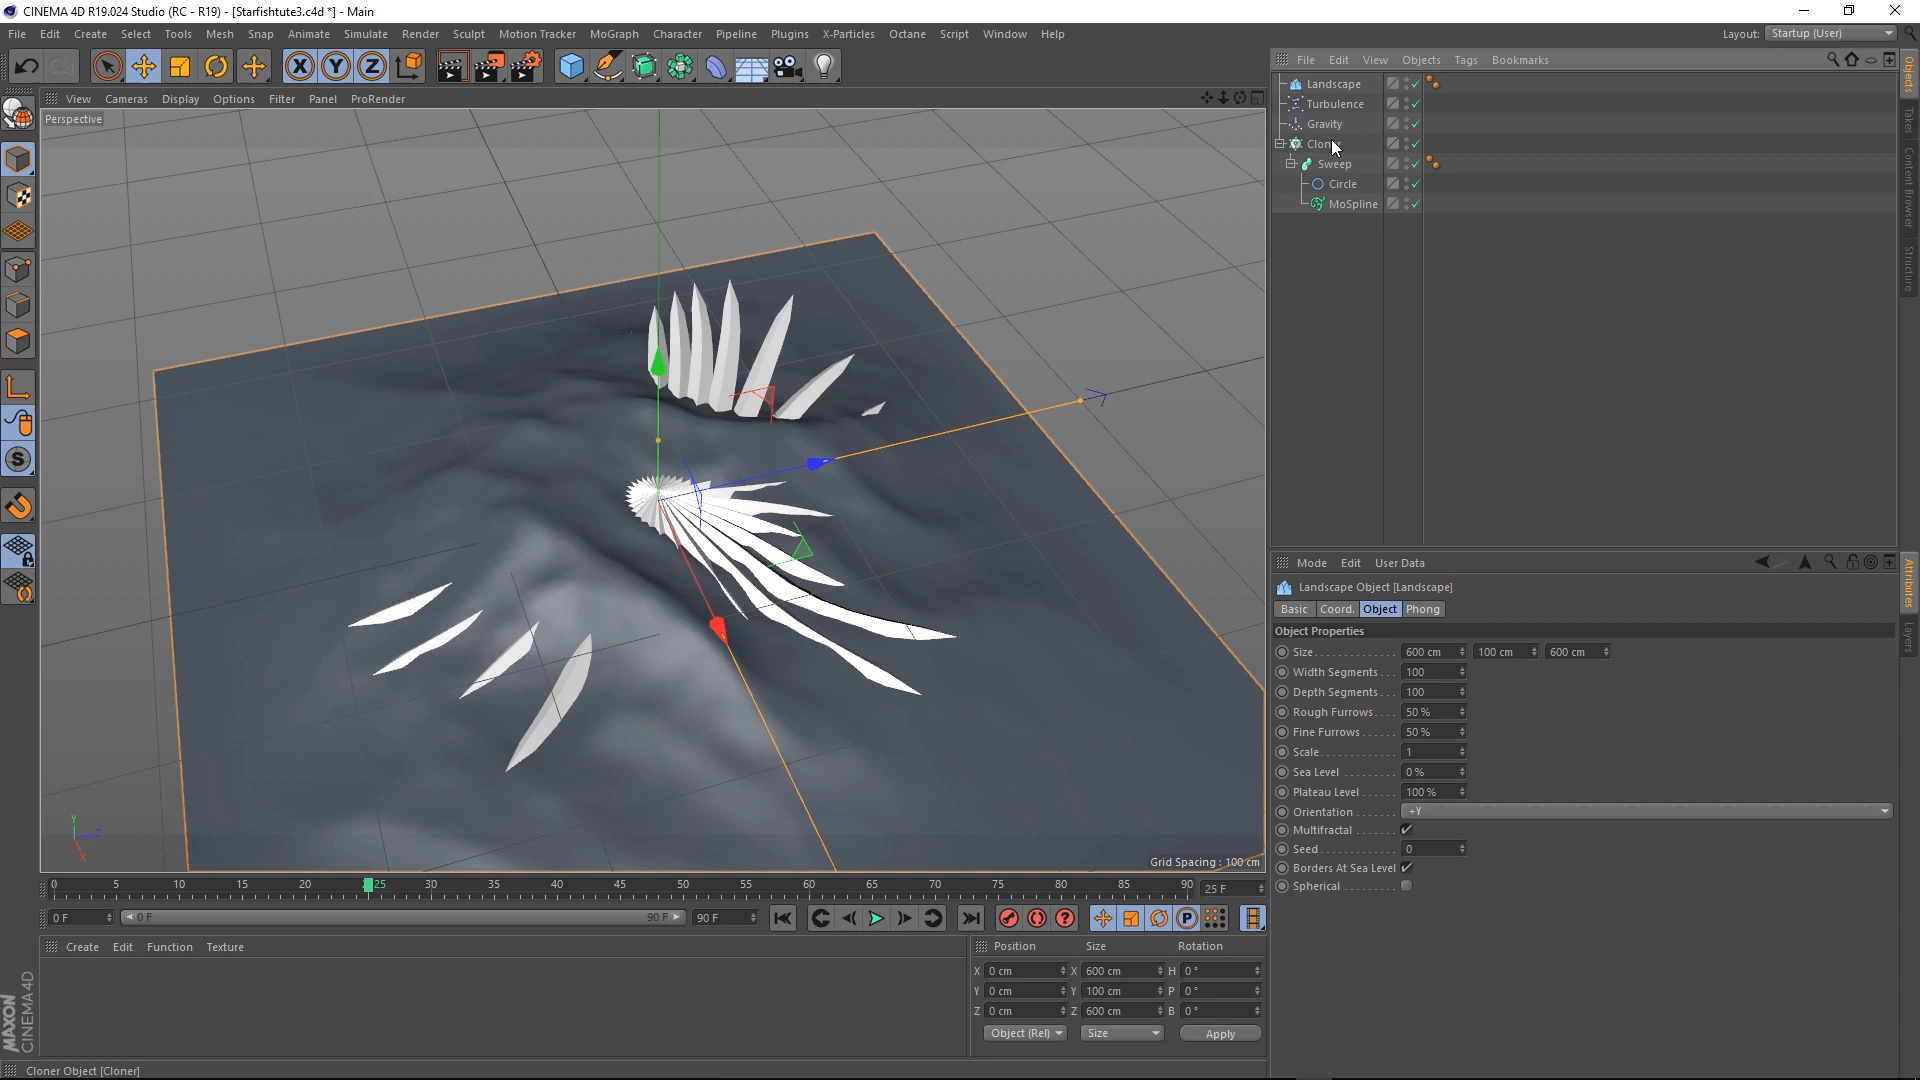 CINEMA 4D R19.024 Studio (RC - R19) - [Starfishtute3.c4d *] - Main
File Edit Create Select Tools Mesh Snap Animate Simulate Render Sculpt Motion Tracker MoGraph Character Pipeline Plugins X-Particles Octane Script Window Help
Layout: Startup (User)
File Edit View Objects Tags Bookmarks
View Cameras Display Options Filter Panel ProRender
Perspective
Landscape
Turbulence
Gravity
Sweep
Circle
MoSpline
Objects
Takes
Content Browser
Structure
Mode Edit User Data
Landscape Object [Landscape]
Basic Coord. Object Phong
Object Properties
Size 600 cm 100 cm 600 cm
Width Segments 100
Depth Segments 100
Rough Furrows 50 %
Fine Furrows 50 %
Scale 1
Sea Level 0 %
Plateau Level 100 %
Orientation +Y
Multifractal
Seed 0
Borders At Sea Level
Spherical
Attributes
Layers
Y
Z
X
Grid Spacing : 100 cm
0 5 10 15 20 25 30 35 40 45 50 55 60 65 70 75 80 85 90 25 F
0 F 0 F 90 F 90 F
Create Edit Function Texture
Position Size Rotation
X 0 cm X 600 cm H 0 °
Y 0 cm Y 100 cm P 0 °
Z 0 cm Z 600 cm B 0 °
Object (Rel) Size Apply
MAXON
CINEMA 4D
Cloner Object [Cloner]